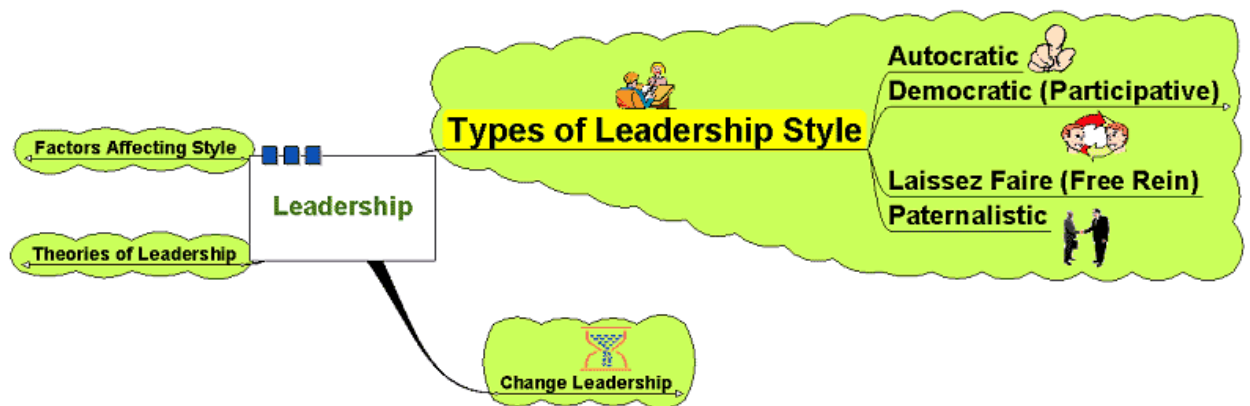 Autocratic
Democratic (Participative)
Types of Leadership Style
Laissez Faire (Free Rein)
Paternalistic
Factors Affecting Style
Leadership
Theories of Leadership
Change Leadership